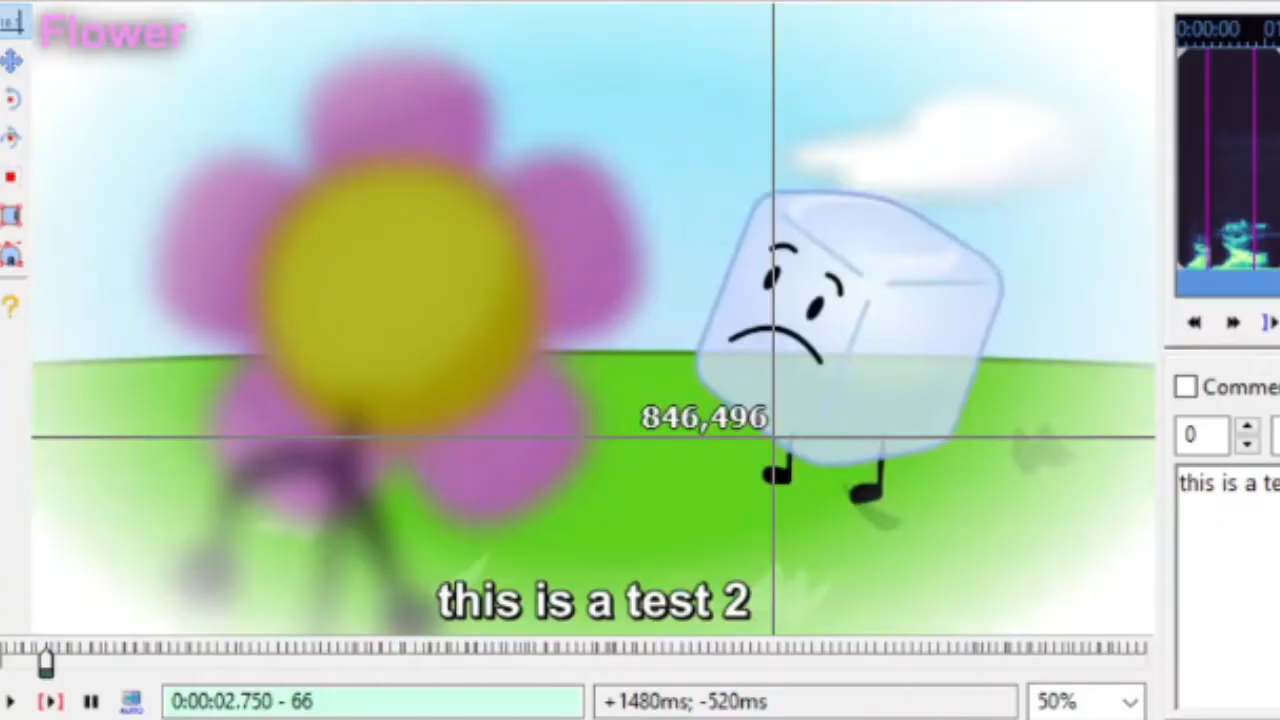 Flower
846,496
this is a test 2
0:00:02.750 - 66
+1480ms; -520ms
50%
0:00:00
Comme
0
this is a te